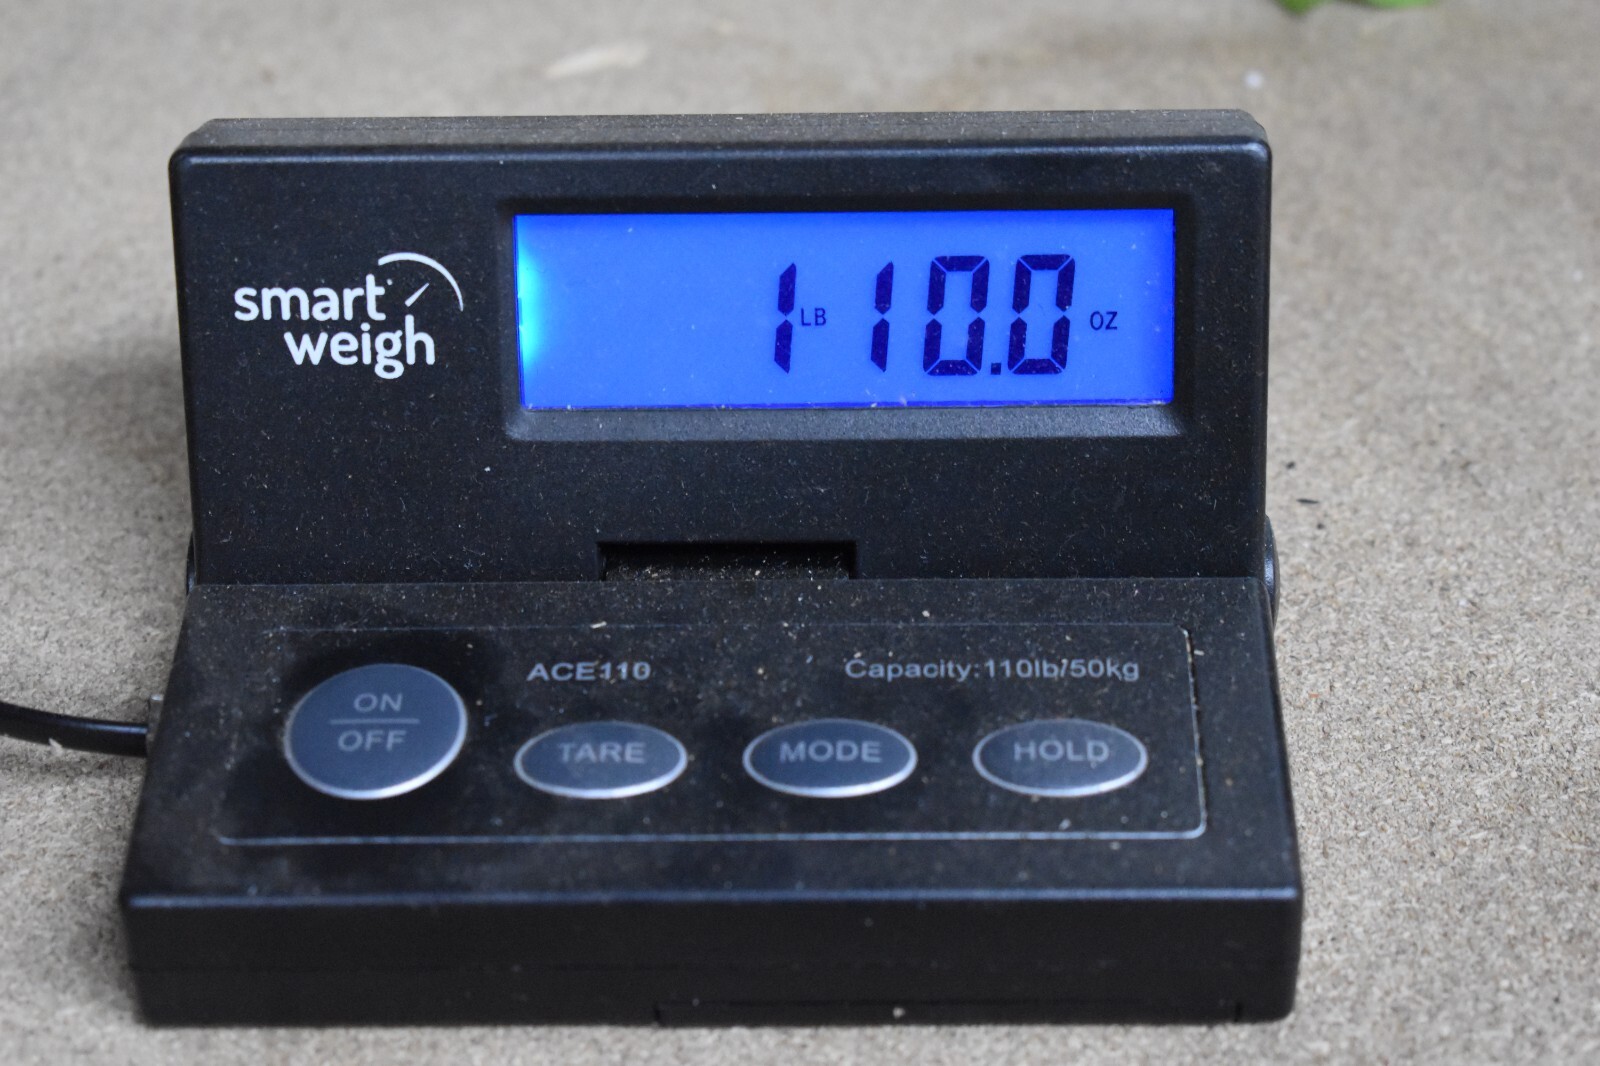 smart
weigh
1 LB 10.0 OZ
ACE110 Capacity:110lb/50kg
ON
OFF
TARE MODE HOLD